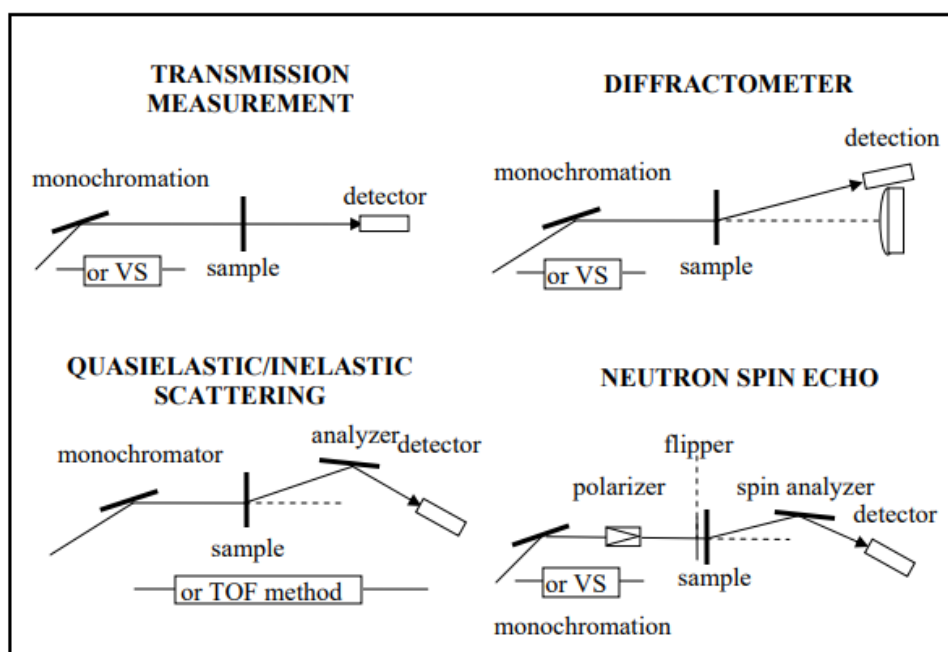 TRANSMISSION
MEASUREMENT
monochromation
detector
or VS
sample
DIFFRACTOMETER
detection
monochromation
or VS
sample
QUASIELASTIC/INELASTIC
SCATTERING
analyzer
detector
monochromator
sample
or TOF method
NEUTRON SPIN ECHO
flipper
polarizer
spin analyzer
detector
or VS
sample
monochromation